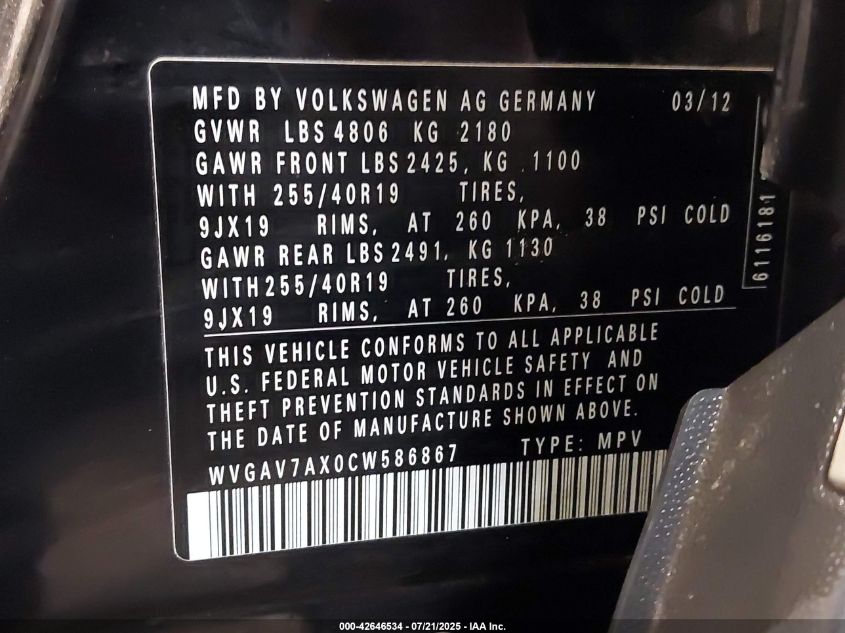 MFD BY VOLKSWAGEN AG GERMANY 03/12
GVWR LBS 4806 KG 2180
GAWR FRONT LBS 2425, KG 1100
WITH 255/40R19 TIRES,
9JX19 RIMS, AT 260 KPA, 38 PSI COLD
GAWR REAR LBS 2491, KG 1130
WITH 255/40R19 TIRES,
9JX19 RIMS, AT 260 KPA, 38 PSI COLD
THIS VEHICLE CONFORMS TO ALL APPLICABLE
U.S. FEDERAL MOTOR VEHICLE SAFETY AND
THEFT PREVENTION STANDARDS IN EFFECT ON
THE DATE OF MANUFACTURE SHOWN ABOVE.
WVGAV7AX0CW586867 TYPE: MPV
6116181
000-42646534 - 07/21/2025 - IAA Inc.